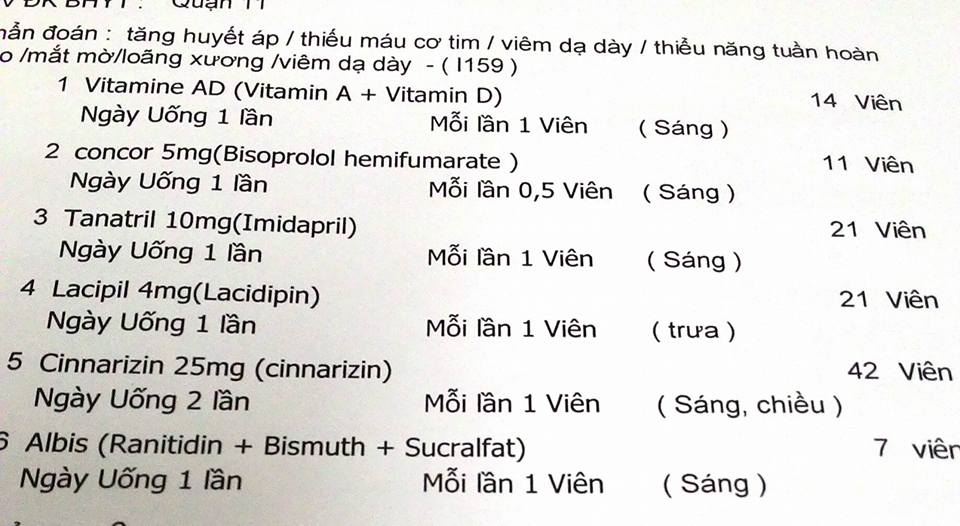 ĐK BHYT : Quận 11
hẩn đoán : tăng huyết áp / thiếu máu cơ tim / viêm dạ dày / thiểu năng tuần hoàn
o /mắt mờ/loãng xương /viêm dạ dày - ( I159 )
1 Vitamine AD (Vitamin A + Vitamin D) 14 Viên
Ngày Uống 1 lần Mỗi lần 1 Viên ( Sáng )
2 concor 5mg(Bisoprolol hemifumarate ) 11 Viên
Ngày Uống 1 lần Mỗi lần 0,5 Viên ( Sáng )
3 Tanatril 10mg(Imidapril) 21 Viên
Ngày Uống 1 lần Mỗi lần 1 Viên ( Sáng )
4 Lacipil 4mg(Lacidipin) 21 Viên
Ngày Uống 1 lần Mỗi lần 1 Viên ( trưa )
5 Cinnarizin 25mg (cinnarizin) 42 Viên
Ngày Uống 2 lần Mỗi lần 1 Viên ( Sáng, chiều )
6 Albis (Ranitidin + Bismuth + Sucralfat) 7 viên
Ngày Uống 1 lần Mỗi lần 1 Viên ( Sáng )